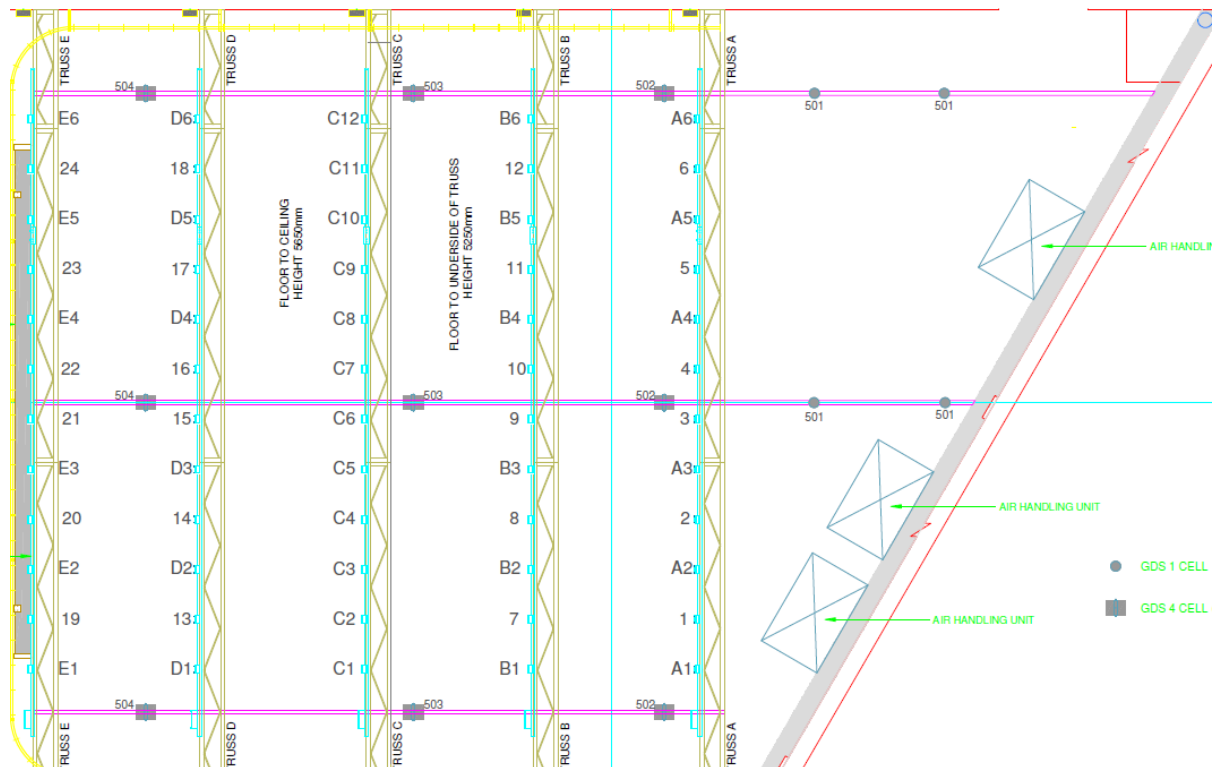 TRUSS E
TRUSS D
TRUSS C
TRUSS B
TRUSS A
504
503
502
501
501
E6
D6
C12
B6
A6
24
18
C11
12
6
E5
D5
C10
B5
A5
FLOOR TO CEILING
HEIGHT 5650mm
FLOOR TO UNDERSIDE OF TRUSS
HEIGHT 5250mm
AIR HANDLIN
23
17
C9
11
5
E4
D4
C8
B4
A4
22
16
C7
10
4
504
503
502
501
501
21
15
C6
9
3
E3
D3
C5
B3
A3
20
14
C4
8
2
AIR HANDLING UNIT
E2
D2
C3
B2
A2
GDS 1 CELL
19
13
C2
7
1
GDS 4 CELL
AIR HANDLING UNIT
E1
D1
C1
B1
A1
504
503
502
RUSS E
RUSS D
RUSS C
RUSS B
RUSS A